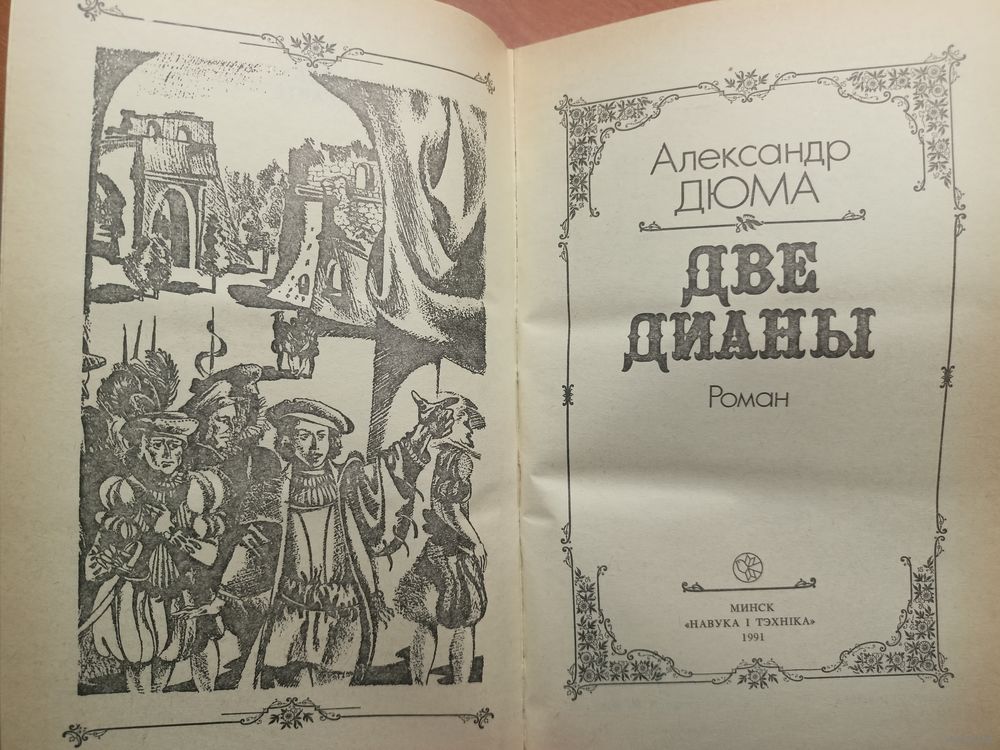 Александр
ДЮМА
ДВЕ
ДИАНЫ
Роман
МИНСК
«НАВУКА І ТЭХНІКА»
1991